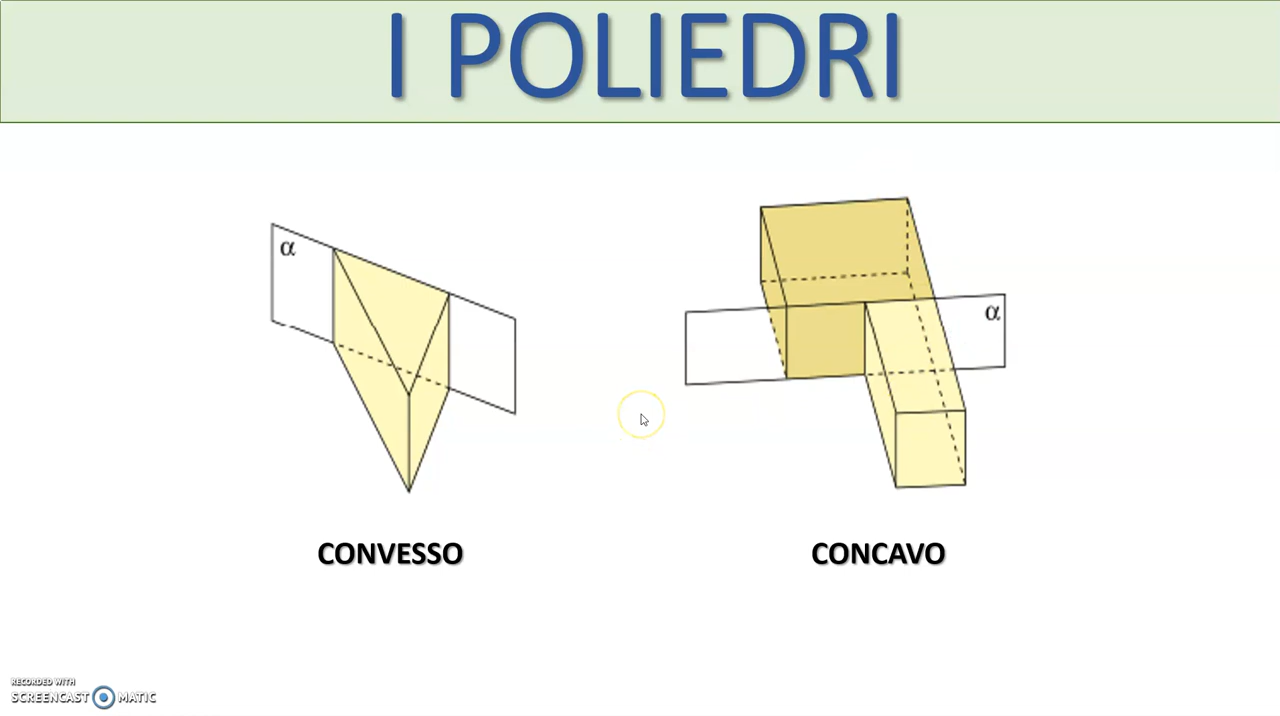 I POLIEDRI
α
α
CONVESSO
CONCAVO
RECORDED WITH
SCREENCAST MATIC